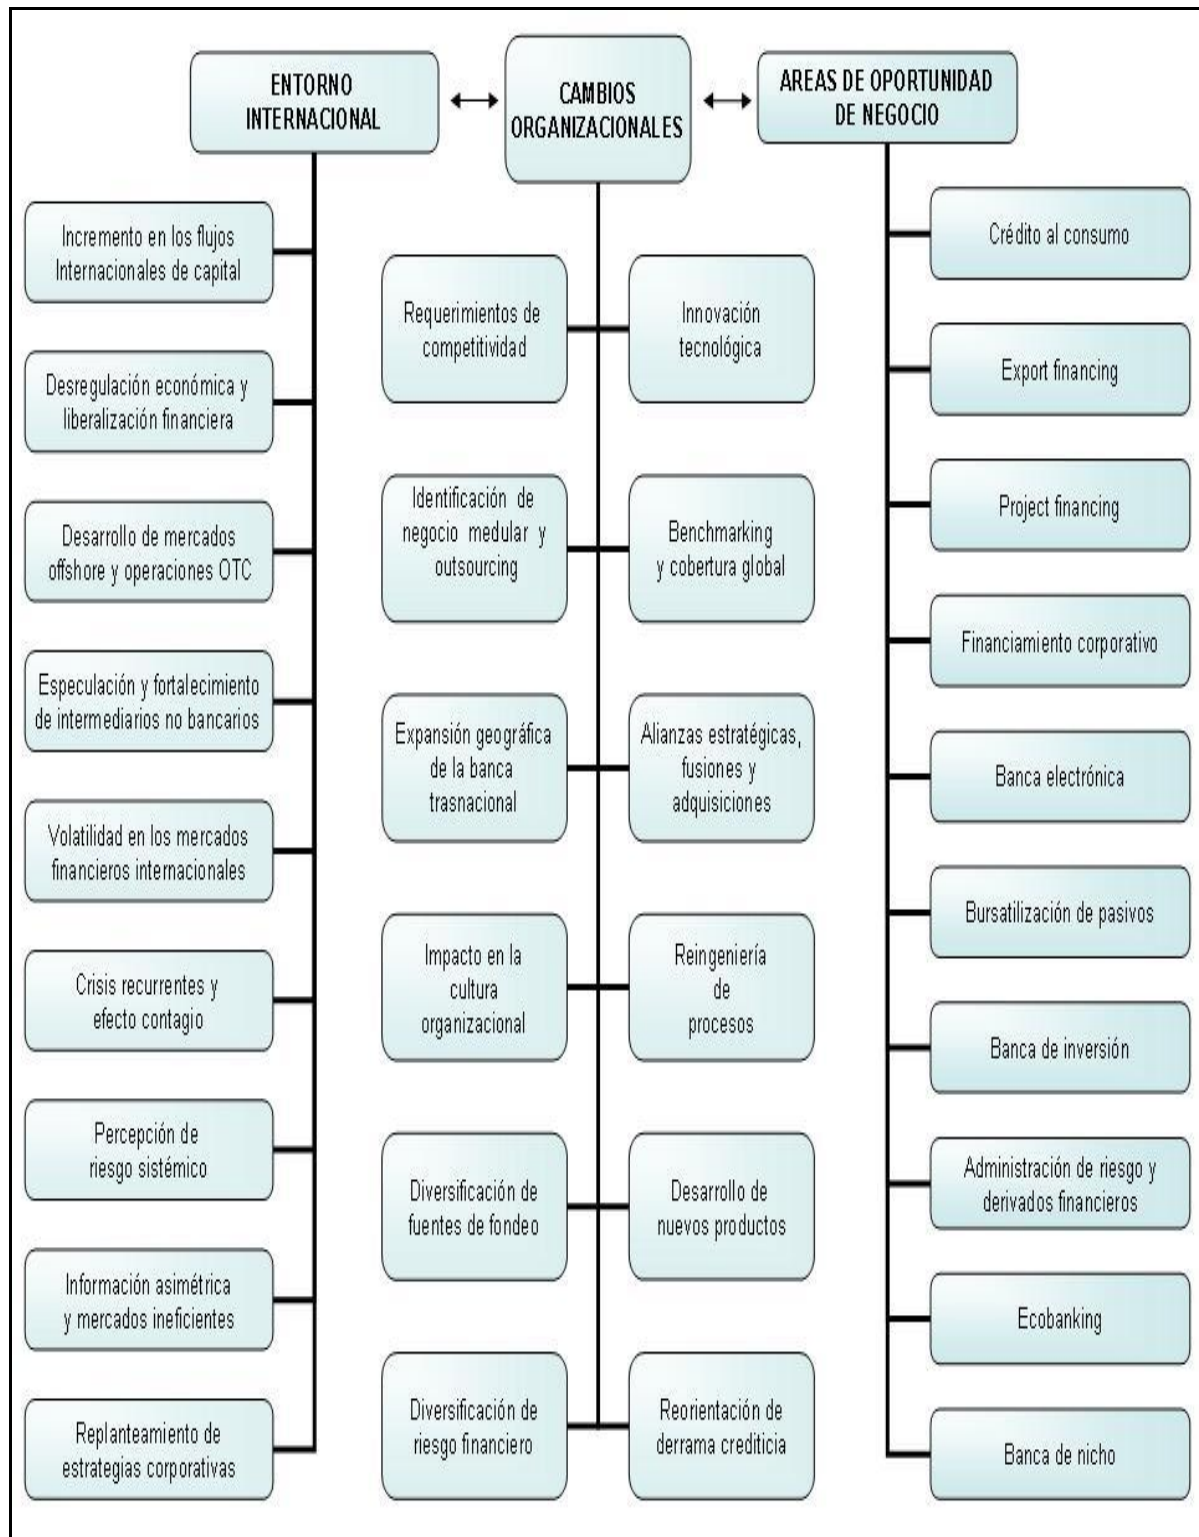 ENTORNO
INTERNACIONAL
CAMBIOS
ORGANIZACIONALES
AREAS DE OPORTUNIDAD
DE NEGOCIO
Incremento en los flujos
Internacionales de capital
Desregulación económica y
liberalización financiera
Desarrollo de mercados
offshore y operaciones OTC
Especulación y fortalecimiento
de intermediarios no bancarios
Volatilidad en los mercados
financieros internacionales
Crisis recurrentes y
efecto contagio
Percepción de
riesgo sistémico
Información asimétrica
y mercados ineficientes
Replanteamiento de
estrategias corporativas
Requerimientos de
competitividad
Innovación
tecnológica
Identificación de
negocio medular y
outsourcing
Benchmarking
y cobertura global
Expansión geográfica
de la banca
trasnacional
Alianzas estratégicas,
fusiones y
adquisiciones
Impacto en la
cultura
organizacional
Reingeniería
de
procesos
Diversificación de
fuentes de fondeo
Desarrollo de
nuevos productos
Diversificación de
riesgo financiero
Reorientación de
derrama crediticia
Crédito al consumo
Export financing
Project financing
Financiamiento corporativo
Banca electrónica
Bursatilización de pasivos
Banca de inversión
Administración de riesgo y
derivados financieros
Ecobanking
Banca de nicho